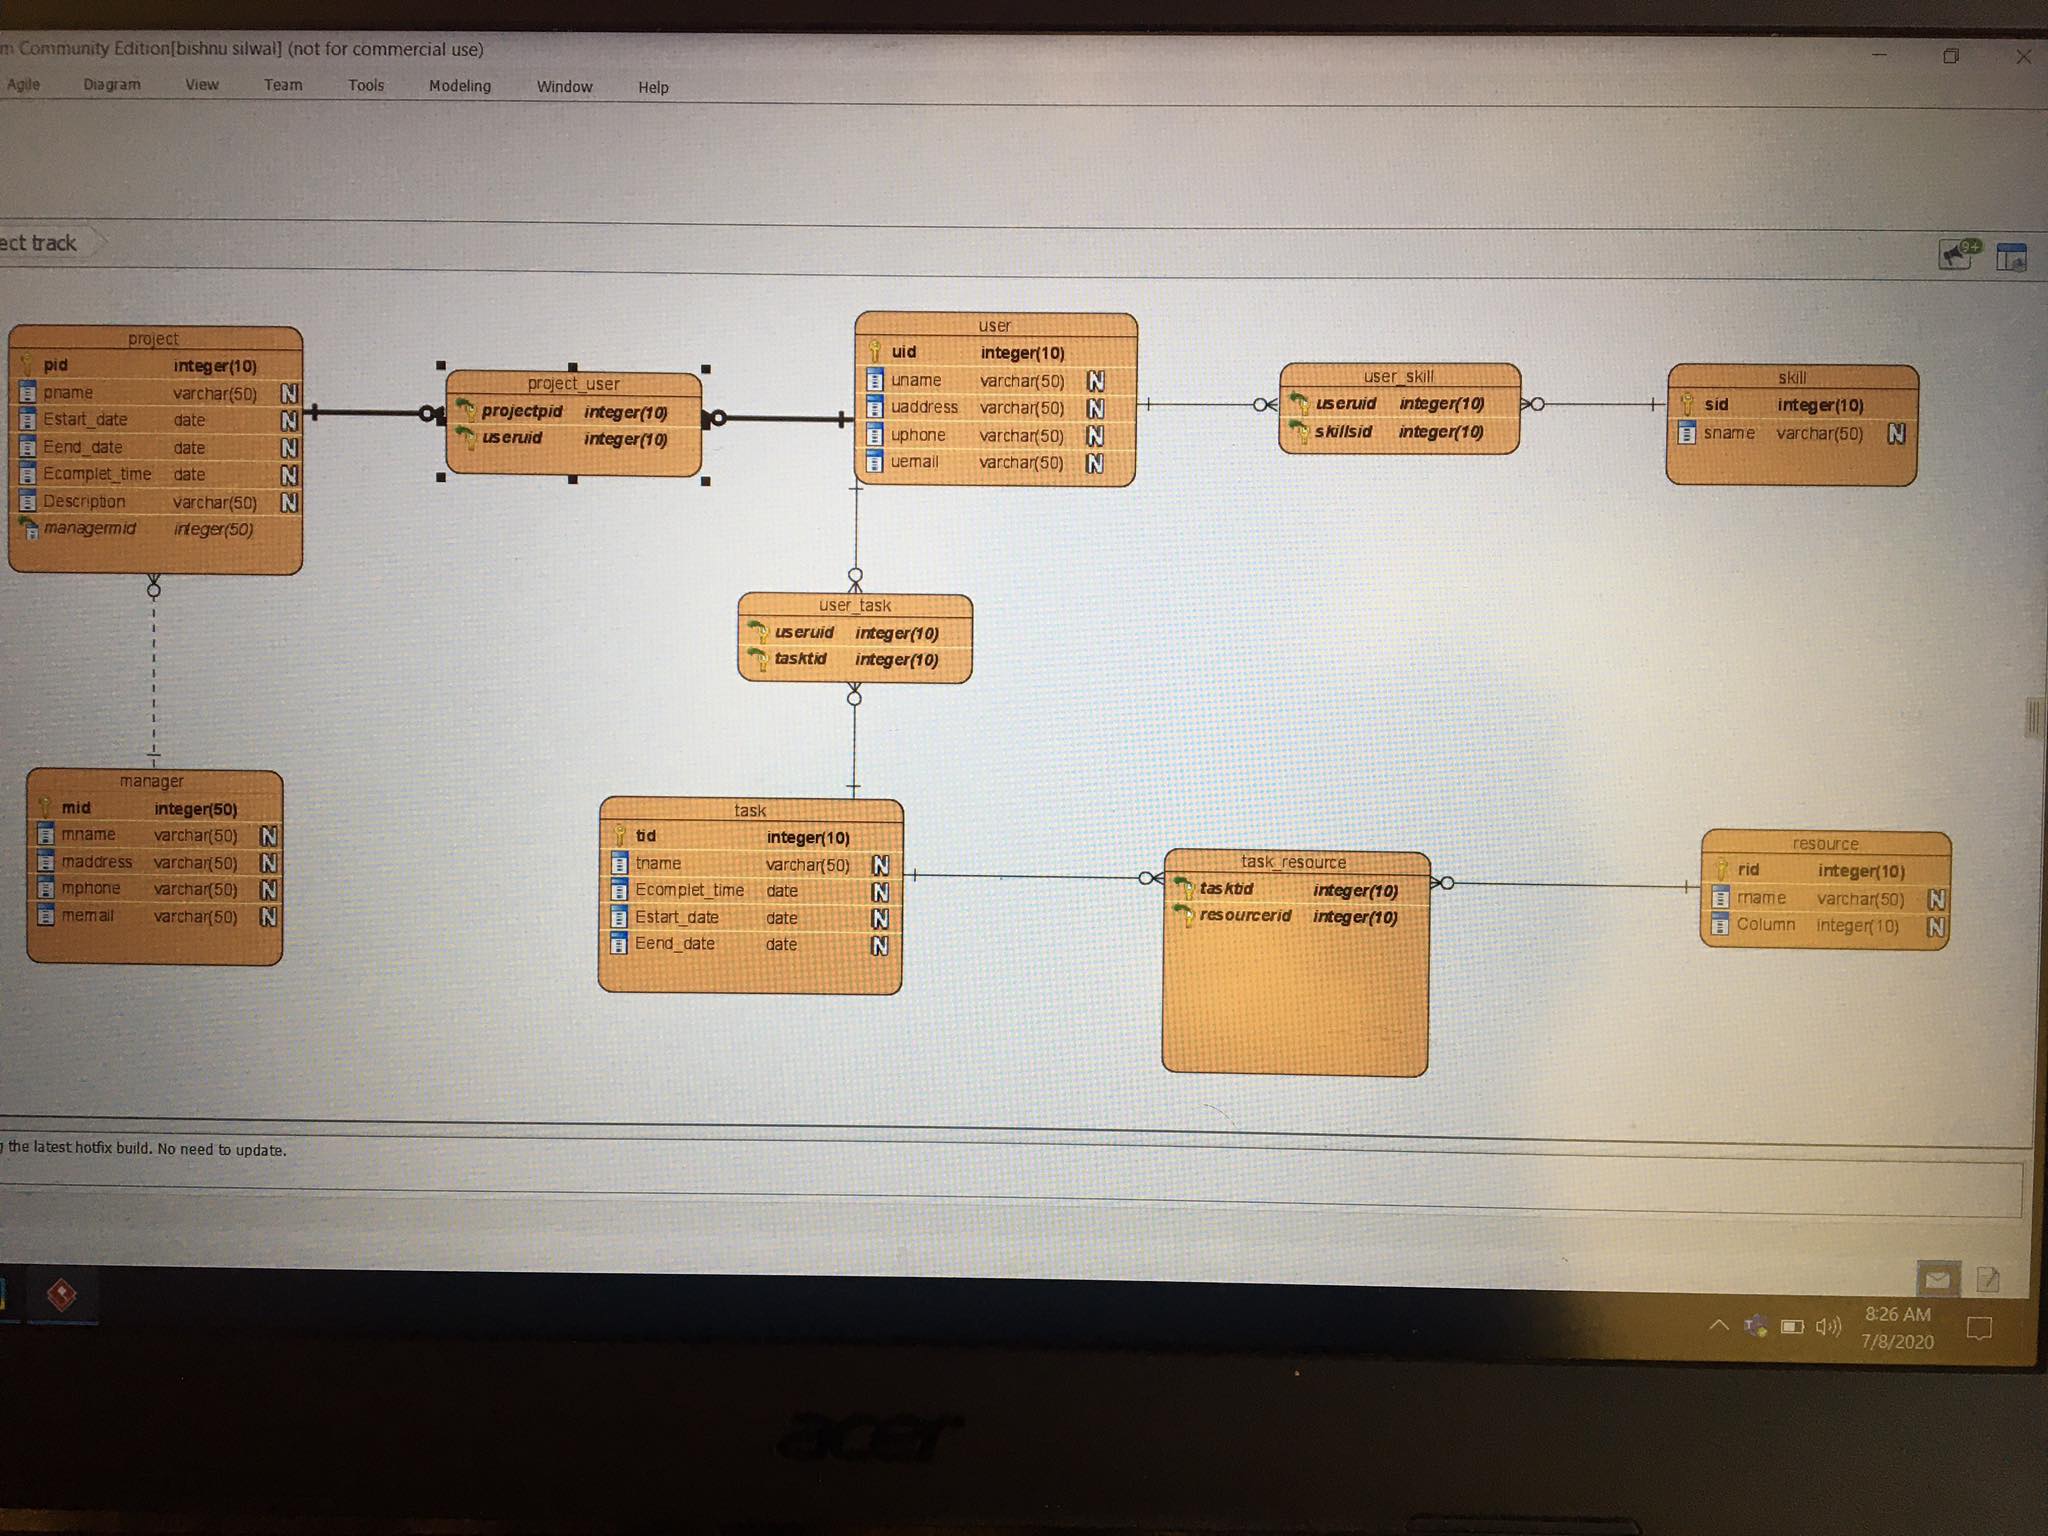 m Community Edition[bishnu silwal] (not for commercial use)
Agile Diagram View Team Tools Modeling Window Help
ect track
9+
project
pid integer(10)
pname varchar(50) N
Estart_date date N
Eend_date date N
Ecomplet_time date N
Description varchar(50) N
managermid integer(50)
project_user
projectpid integer(10)
useruid integer(10)
user
uid integer(10)
uname varchar(50) N
uaddress varchar(50) N
uphone varchar(50) N
uemail varchar(50) N
user_skill
useruid integer(10)
skillsid integer(10)
skill
sid integer(10)
sname varchar(50) N
user_task
useruid integer(10)
tasktid integer(10)
manager
mid integer(50)
mname varchar(50) N
maddress varchar(50) N
mphone varchar(50) N
memail varchar(50) N
task
tid integer(10)
tname varchar(50) N
Ecomplet_time date N
Estart_date date N
Eend_date date N
task_resource
tasktid integer(10)
resourcerid integer(10)
resource
rid integer(10)
rname varchar(50) N
Column integer(10) N
g the latest hotfix build. No need to update.
8:26 AM
7/8/2020
acer